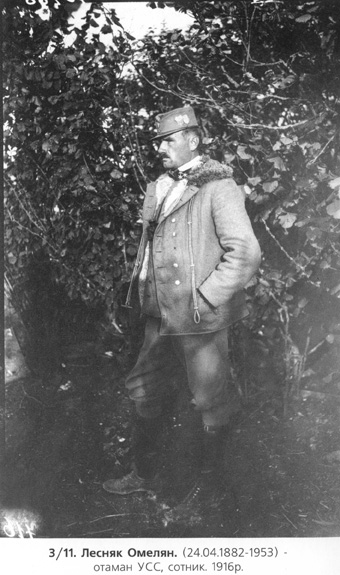 3/11. Лесняк Омелян. (24.04.1882-1953) -
отаман УСС, сотник. 1916р.